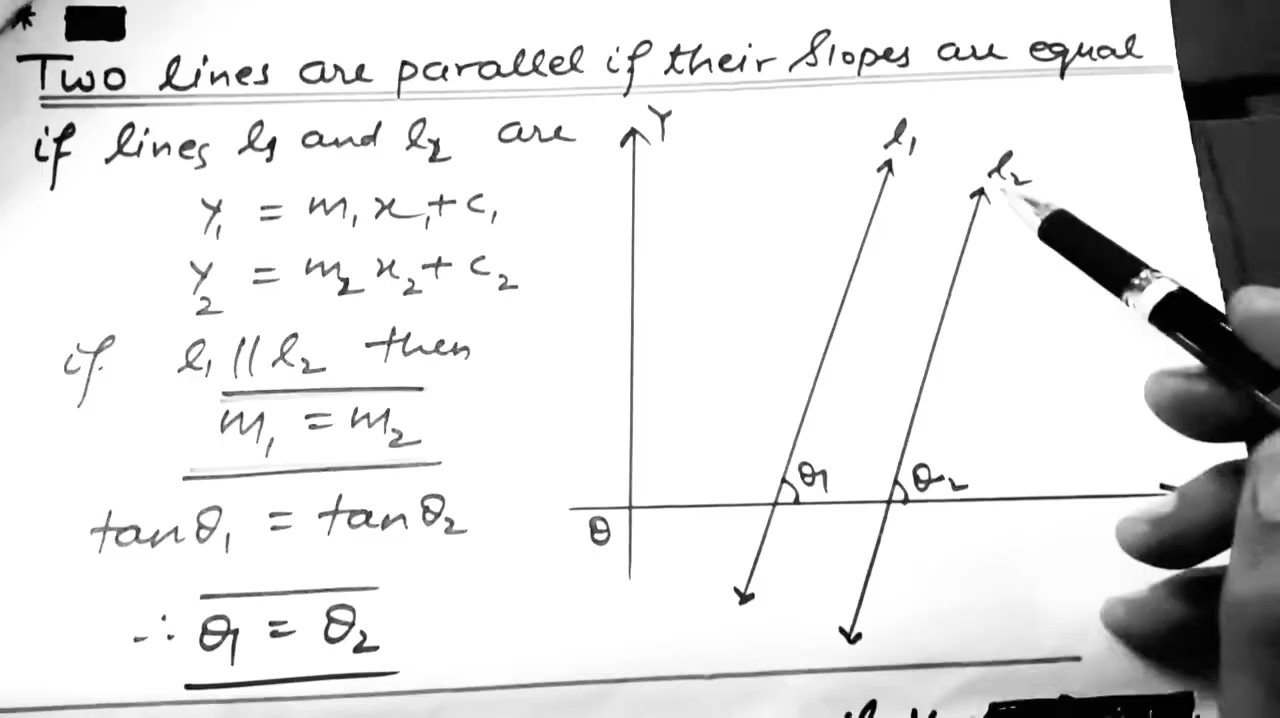 Two lines are parallel if their Slopes are equal
if lines l₁ and l₂ are
Y₁ = m₁x₁+c₁
Y₂ = m₂x₂+c₂
if l₁ || l₂ then
m₁ = m₂
tanθ₁ = tanθ₂
∴ θ₁ = θ₂
Y
l₁
l₂
θ₁
θ₂
θ